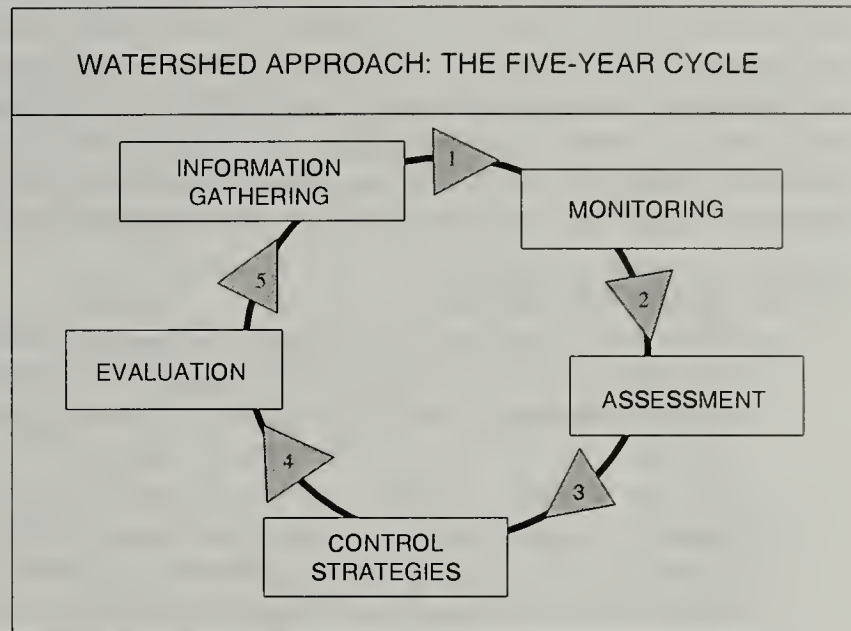 WATERSHED APPROACH: THE FIVE-YEAR CYCLE
INFORMATION
GATHERING
1
MONITORING
2
ASSESSMENT
3
CONTROL
STRATEGIES
4
EVALUATION
5